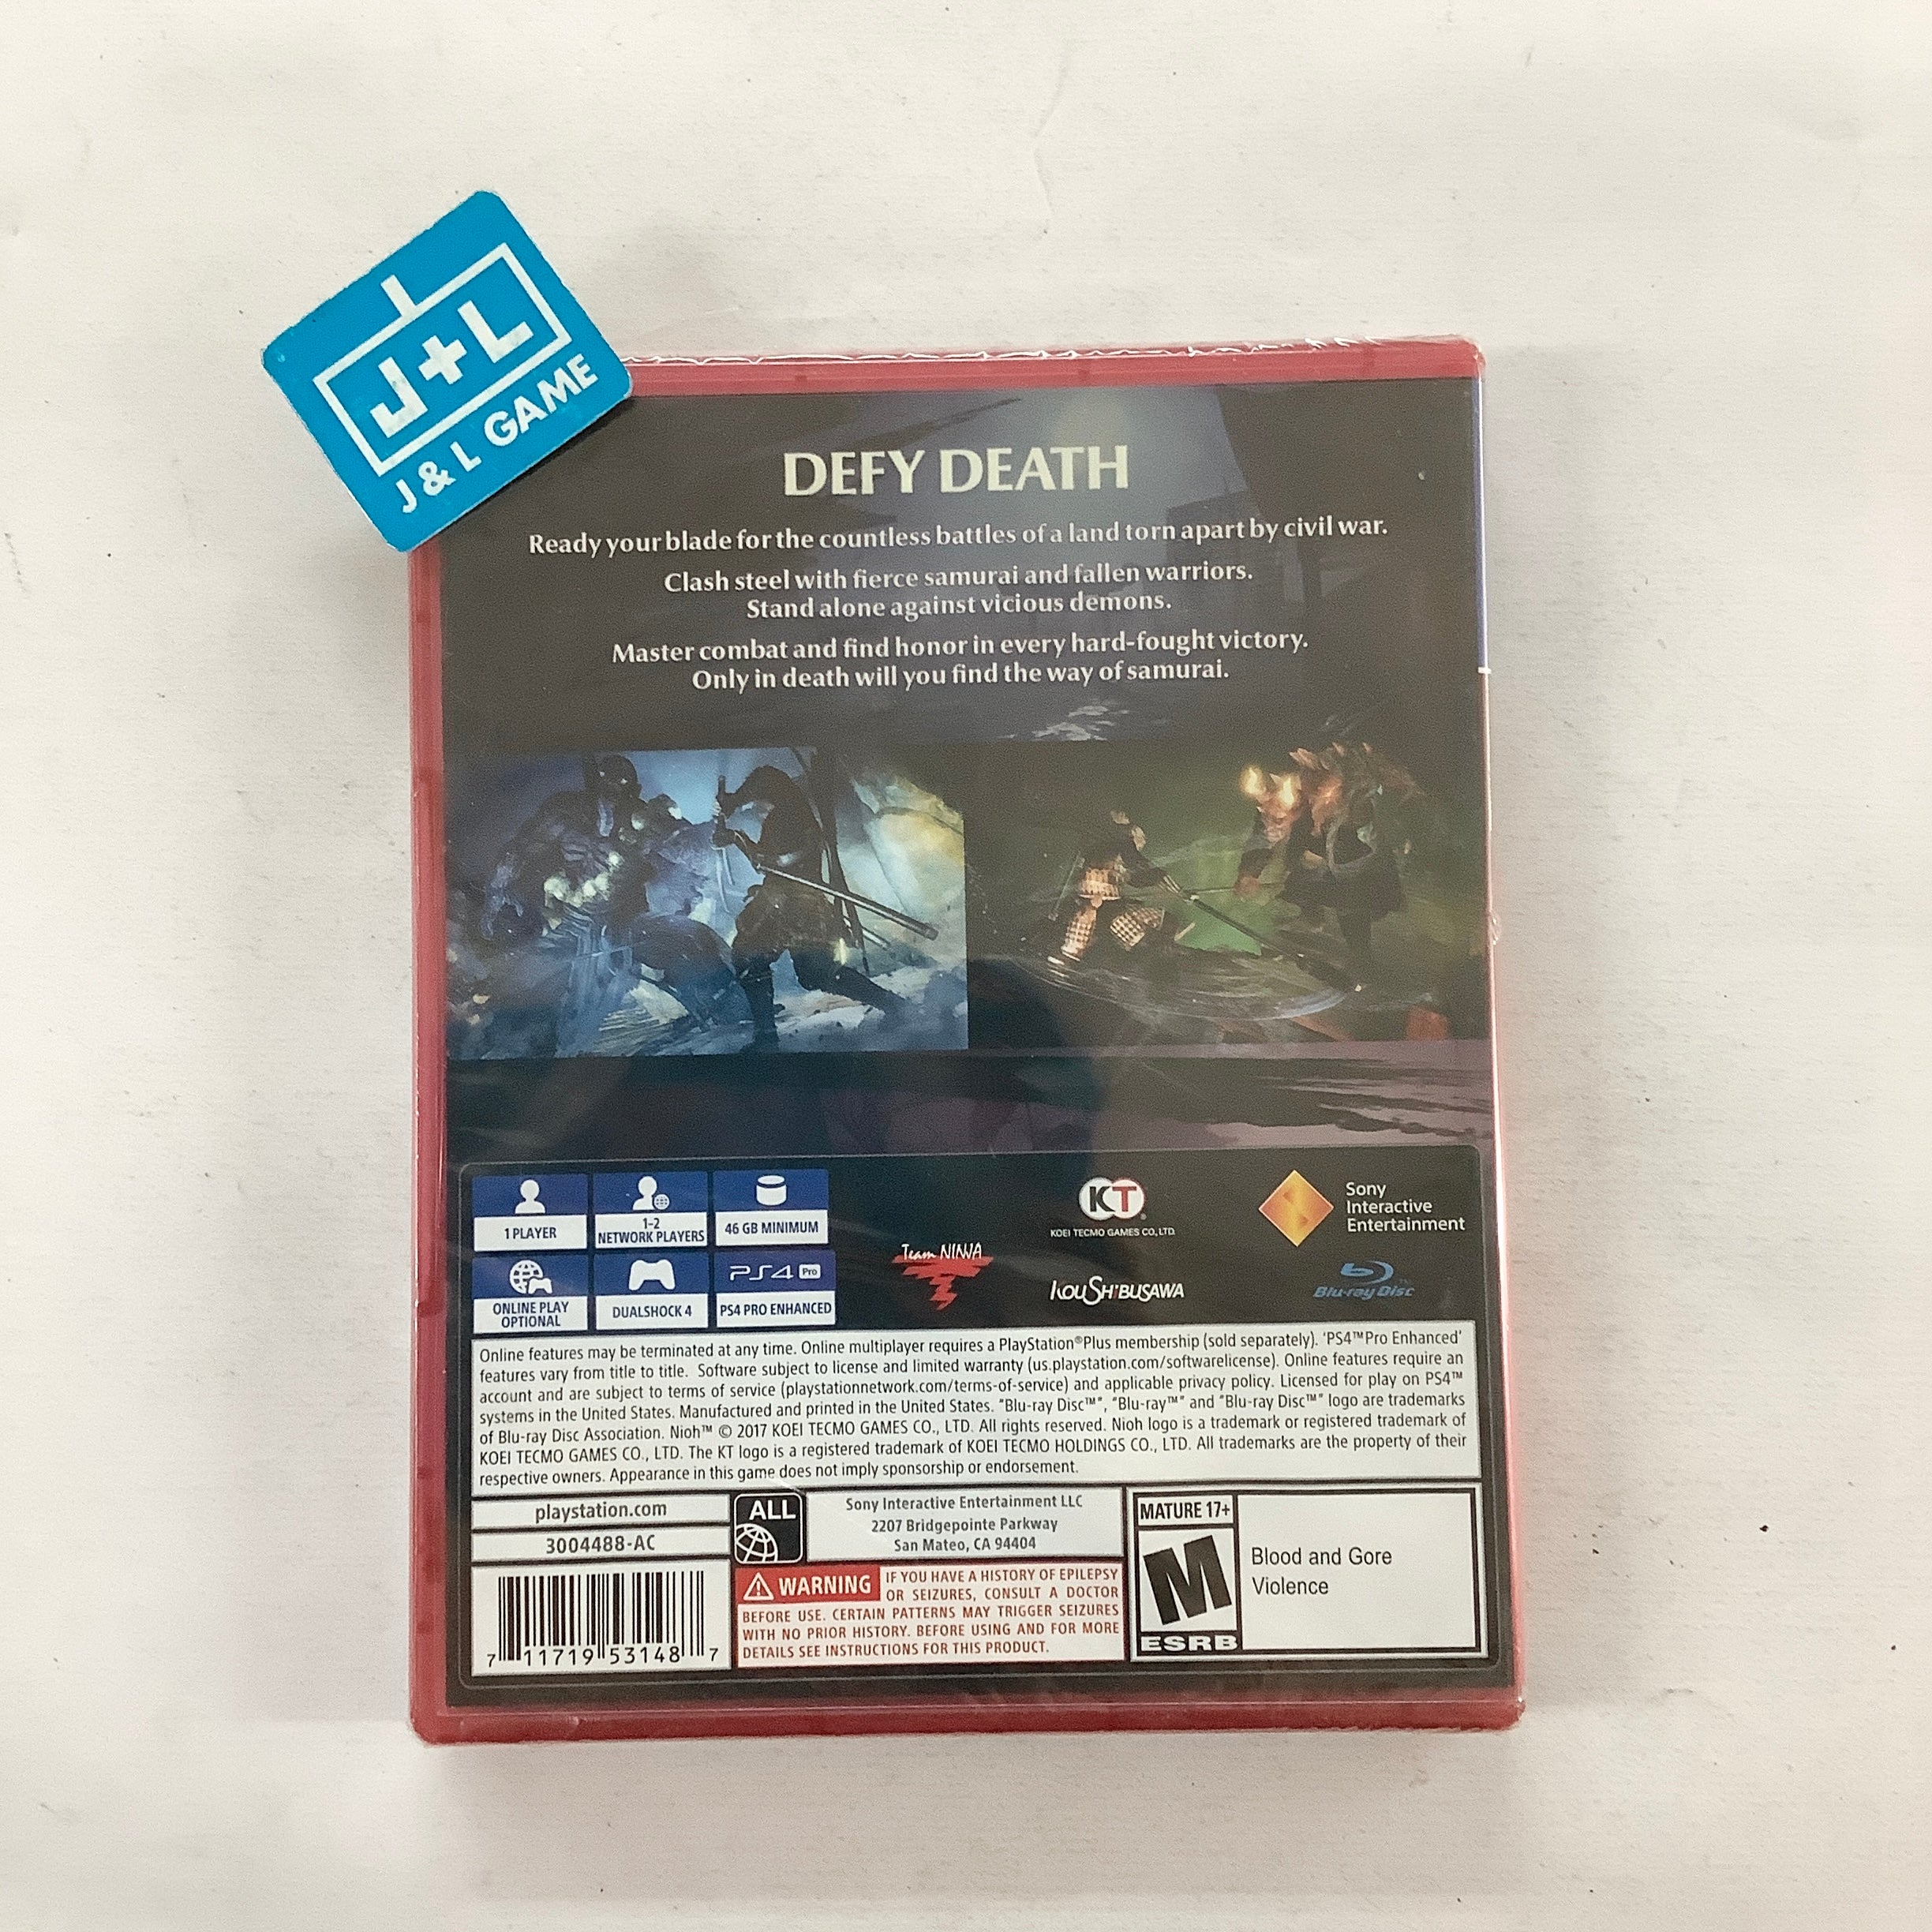 J+L
J & L GAME
DEFY DEATH
Ready your blade for the countless battles of a land torn apart by civil war.
Clash steel with fierce samurai and fallen warriors.
Stand alone against vicious demons.
Master combat and find honor in every hard-fought victory.
Only in death will you find the way of samurai.
1 PLAYER
1-2
NETWORK PLAYERS
46 GB MINIMUM
ONLINE PLAY
OPTIONAL
DUALSHOCK 4
PS4 Pro
PS4 PRO ENHANCED
Team NINJA
KT
KOEI TECMO GAMES CO., LTD.
KOU SHIBUSAWA
Sony
Interactive
Entertainment
Blu-ray Disc™
Online features may be terminated at any time. Online multiplayer requires a PlayStation®Plus membership (sold separately). 'PS4™Pro Enhanced'
features vary from title to title. Software subject to license and limited warranty (us.playstation.com/softwarelicense). Online features require an
account and are subject to terms of service (playstationnetwork.com/terms-of-service) and applicable privacy policy. Licensed for play on PS4™
systems in the United States. Manufactured and printed in the United States. "Blu-ray Disc™", "Blu-ray™" and "Blu-ray Disc™" logo are trademarks
of Blu-ray Disc Association. Nioh™ © 2017 KOEI TECMO GAMES CO., LTD. All rights reserved. Nioh logo is a trademark or registered trademark of
KOEI TECMO GAMES CO., LTD. The KT logo is a registered trademark of KOEI TECMO HOLDINGS CO., LTD. All trademarks are the property of their
respective owners. Appearance in this game does not imply sponsorship or endorsement.
playstation.com
3004488-AC
7 11719 53148 7
ALL
Sony Interactive Entertainment LLC
2207 Bridgepointe Parkway
San Mateo, CA 94404
WARNING IF YOU HAVE A HISTORY OF EPILEPSY
OR SEIZURES, CONSULT A DOCTOR
BEFORE USE. CERTAIN PATTERNS MAY TRIGGER SEIZURES
WITH NO PRIOR HISTORY. BEFORE USING AND FOR MORE
DETAILS SEE INSTRUCTIONS FOR THIS PRODUCT.
MATURE 17+
M
ESRB
Blood and Gore
Violence